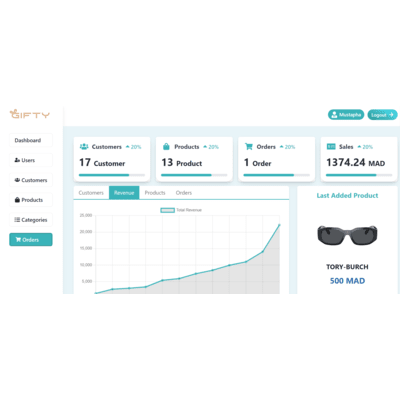 GIFTY
Mustapha
Logout
Dashboard
Users
Customers
Products
Categories
Orders
Customers 20%
17 Customer
Products 20%
13 Product
Orders 20%
1 Order
Sales 20%
1374.24 MAD
Customers Revenue Products Orders
Total Revenue
25,000
20,000
15,000
10,000
5,000
Last Added Product
TORY-BURCH
500 MAD